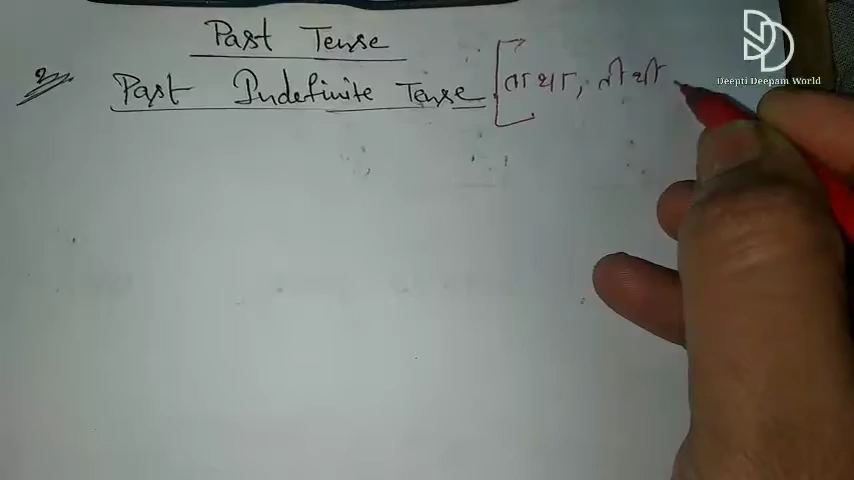 Past Tense
2. Past Indefinite Tense [ता था, ती थी
Deepti Deepam World